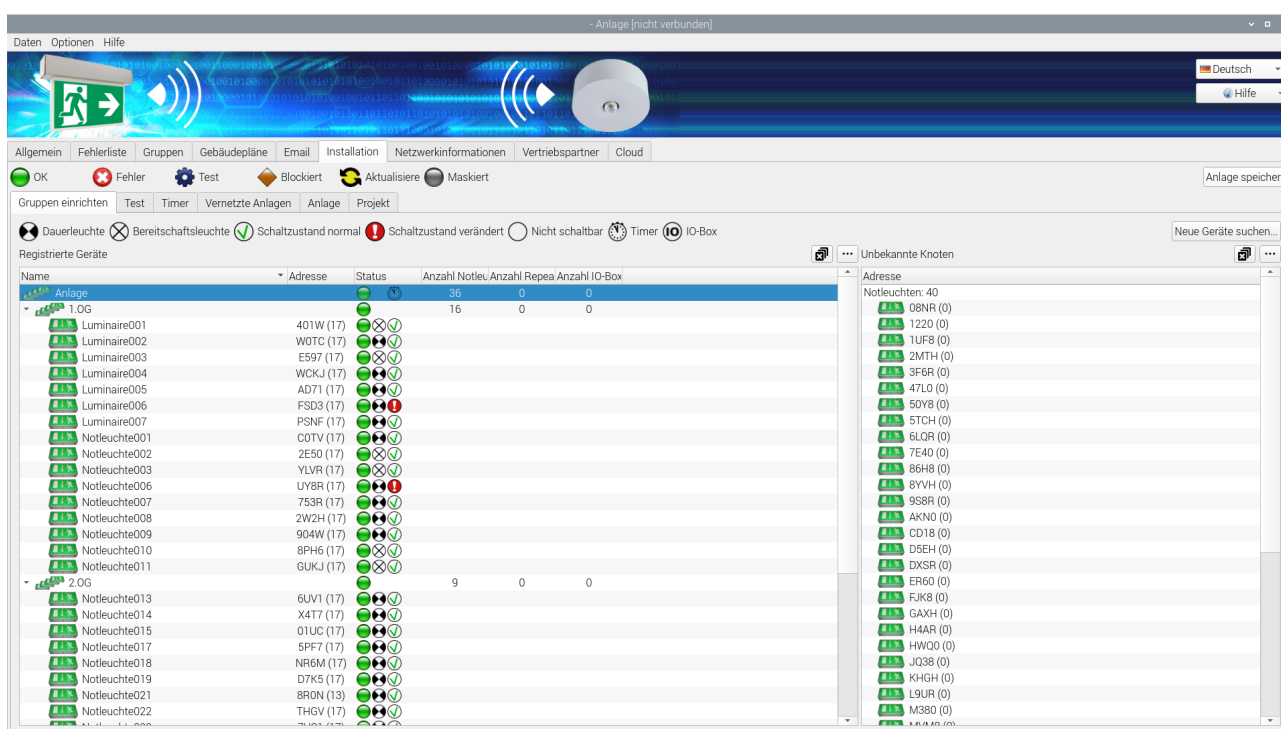 - Anlage [nicht verbunden]
Daten Optionen Hilfe
Deutsch
Hilfe
Allgemein Fehlerliste Gruppen Gebäudepläne Email Installation Netzwerkinformationen Vertriebspartner Cloud
OK Fehler Test Blockiert Aktualisiere Maskiert Anlage speicher
Gruppen einrichten Test Timer Vernetzte Anlagen Anlage Projekt
Dauerleuchte Bereitschaftsleuchte Schaltzustand normal Schaltzustand verändert Nicht schaltbar Timer IO IO-Box Neue Geräte suchen...
Registrierte Geräte ... Unbekannte Knoten ...
Name Adresse Status Anzahl Notleu Anzahl Repea Anzahl IO-Box Adresse
Anlage 36 0 0 Notleuchten: 40
1.OG 16 0 0 08NR (0)
Luminaire001 401W (17) 1220 (0)
Luminaire002 W0TC (17) 1UF8 (0)
Luminaire003 E597 (17) 2MTH (0)
Luminaire004 WCKJ (17) 3F6R (0)
Luminaire005 AD71 (17) 47L0 (0)
Luminaire006 FSD3 (17) 50Y8 (0)
Luminaire007 PSNF (17) 5TCH (0)
Notleuchte001 C0TV (17) 6LQR (0)
Notleuchte002 2E50 (17) 7E40 (0)
Notleuchte003 YLVR (17) 86H8 (0)
Notleuchte006 UY8R (17) 8YVH (0)
Notleuchte007 753R (17) 9S8R (0)
Notleuchte008 2W2H (17) AKN0 (0)
Notleuchte009 904W (17) CD18 (0)
Notleuchte010 8PH6 (17) D5EH (0)
Notleuchte011 GUKJ (17) DXSR (0)
2.OG 9 0 0 ER60 (0)
Notleuchte013 6UV1 (17) FJK8 (0)
Notleuchte014 X4T7 (17) GAXH (0)
Notleuchte015 01UC (17) H4AR (0)
Notleuchte017 5PF7 (17) HWQ0 (0)
Notleuchte018 NR6M (17) JQ38 (0)
Notleuchte019 D7K5 (17) KHGH (0)
Notleuchte021 8R0N (13) L9UR (0)
Notleuchte022 THGV (17) M380 (0)